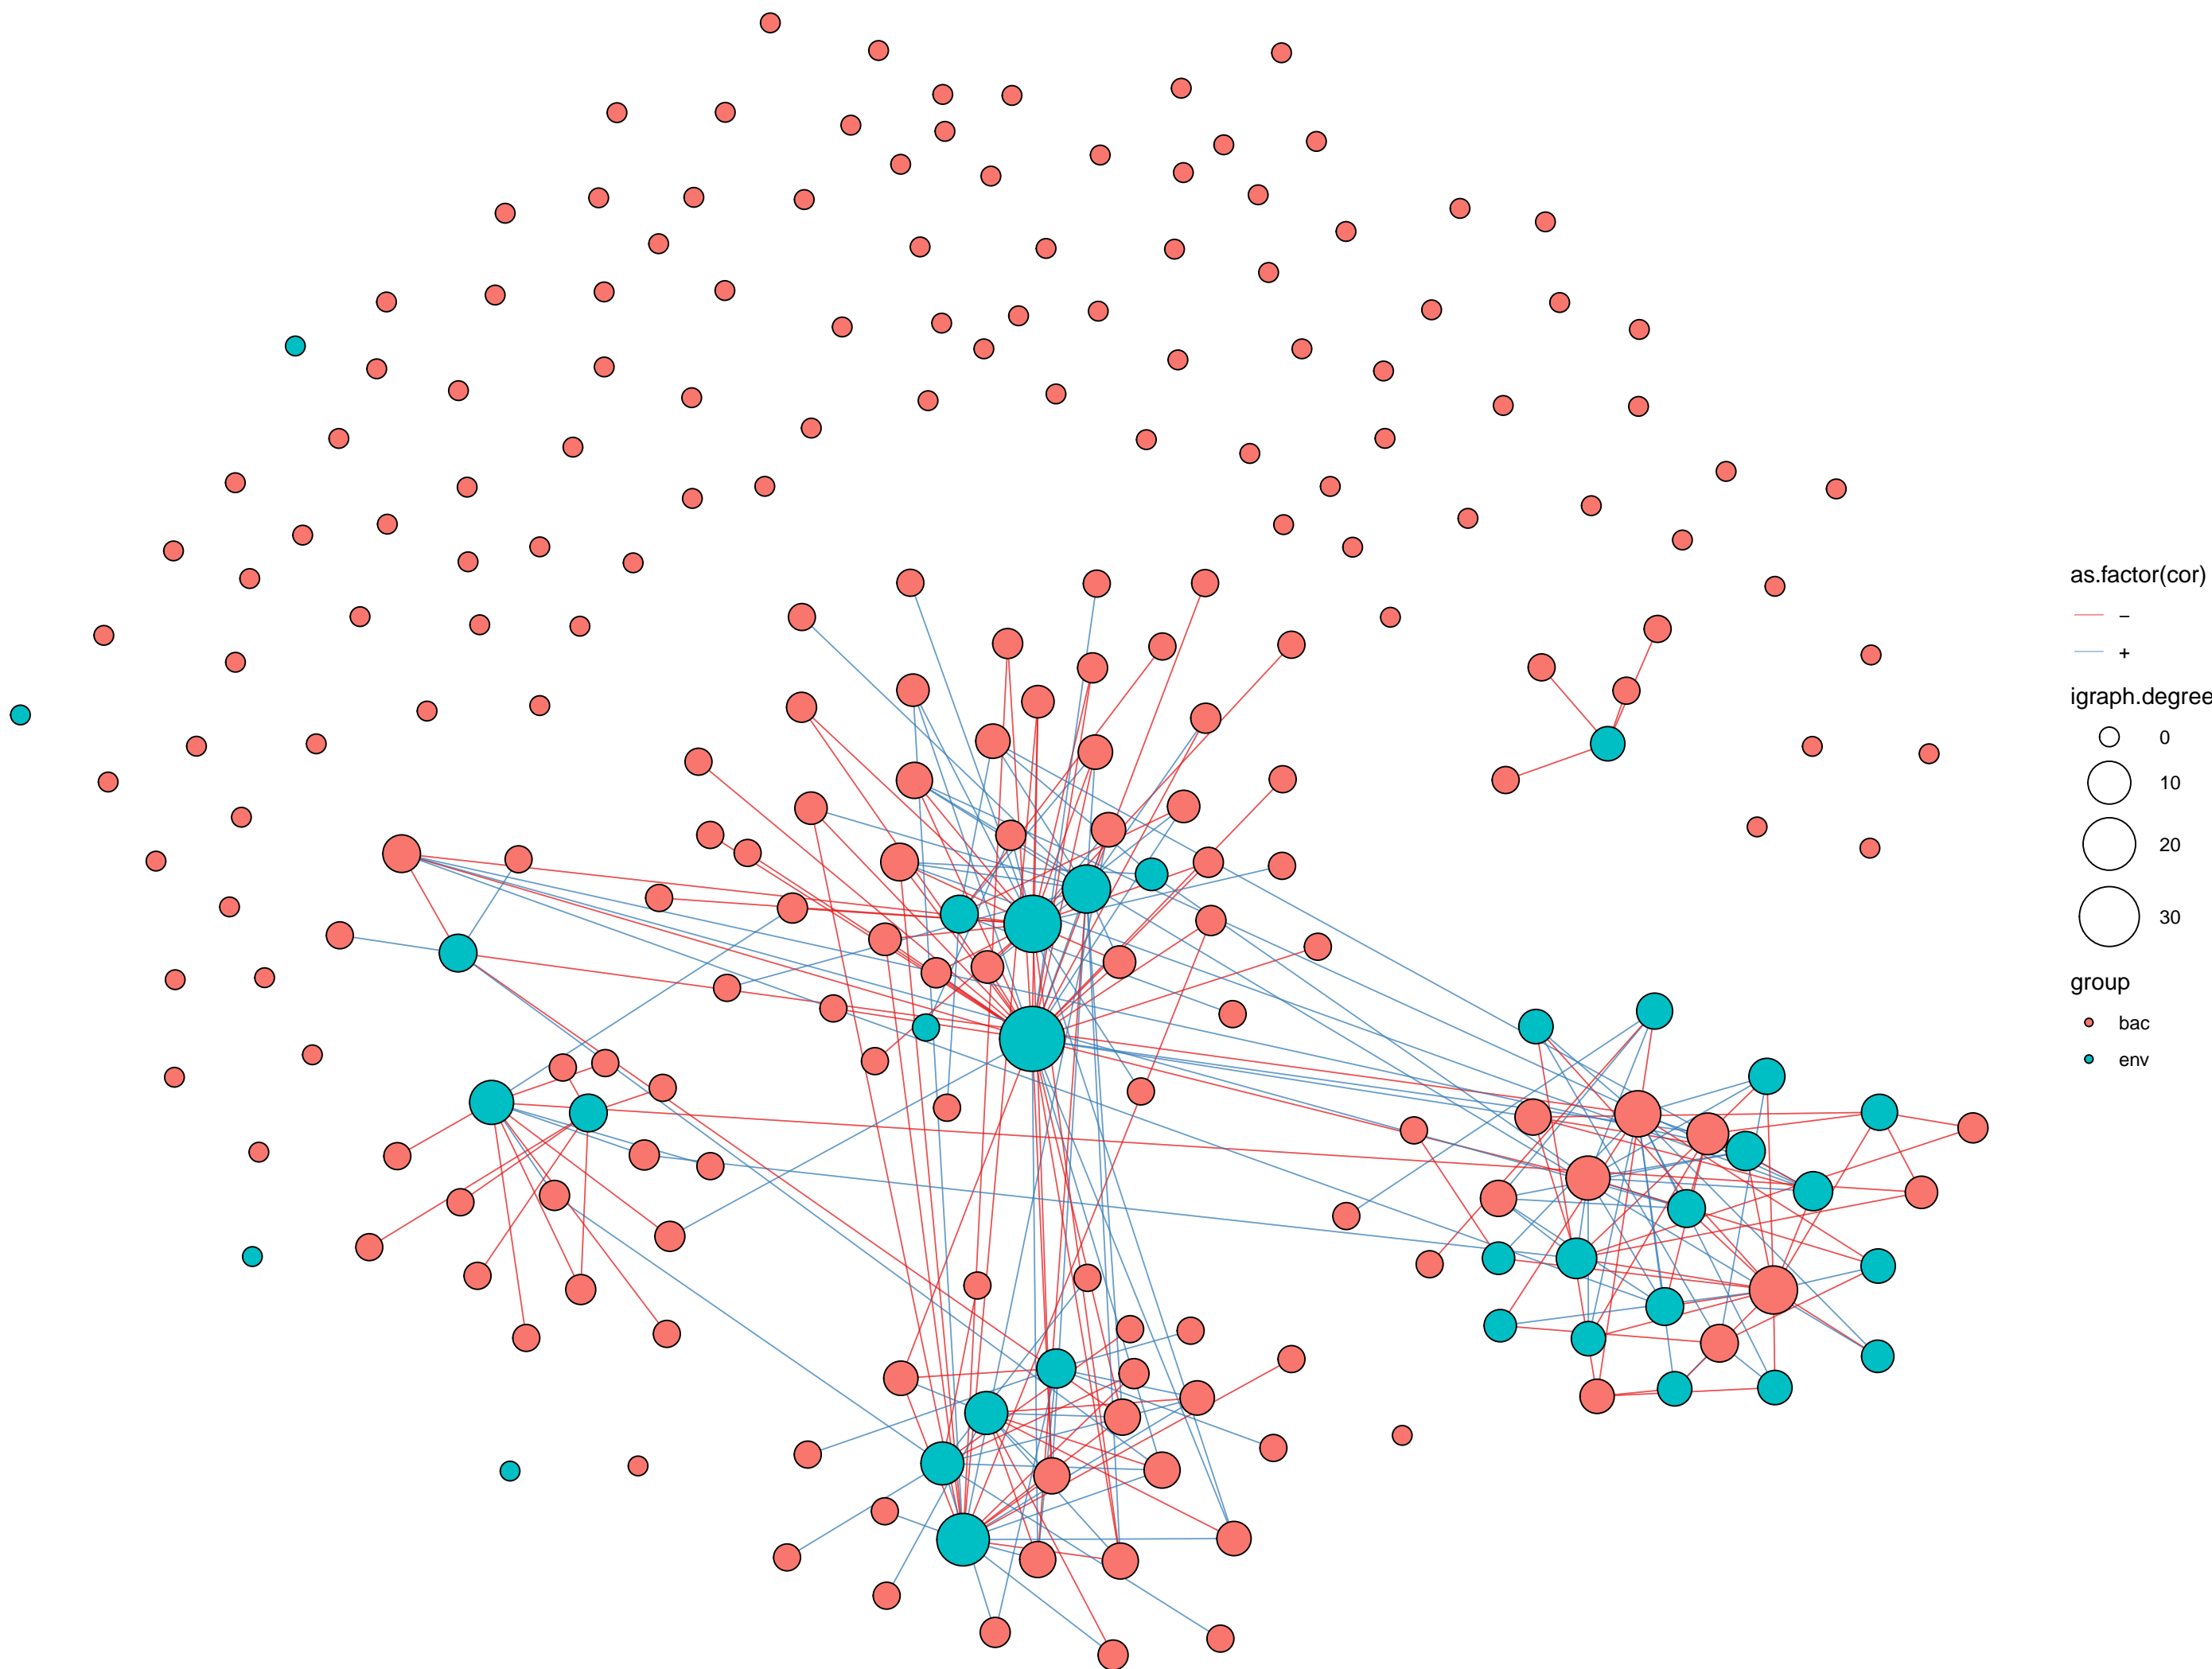 as.factor(cor)
−
+
igraph.degree
0
10
20
30
group
bac
env